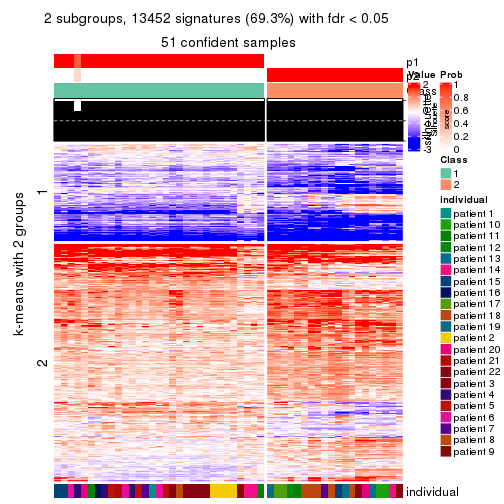 2 subgroups, 13452 signatures (69.3%) with fdr < 0.05
51 confident samples
p1
p2
Class
Silhouette
score
k-means with 2 groups
1
2
individual
Value
2
-3
Prob
1
0.8
0.6
0.4
0.2
0
Class
1
2
Individual
patient 1
patient 10
patient 11
patient 12
patient 13
patient 14
patient 15
patient 16
patient 17
patient 18
patient 19
patient 2
patient 20
patient 21
patient 22
patient 3
patient 4
patient 5
patient 6
patient 7
patient 8
patient 9